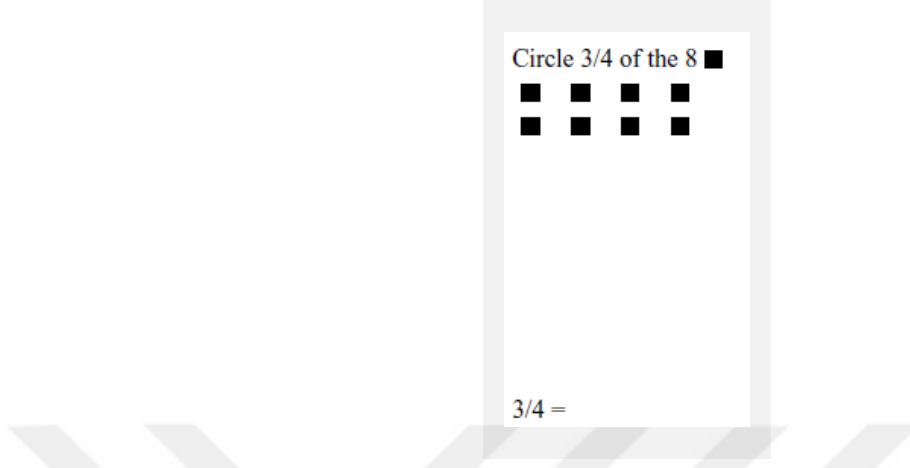 Circle 3/4 of the 8 ■
3/4 =